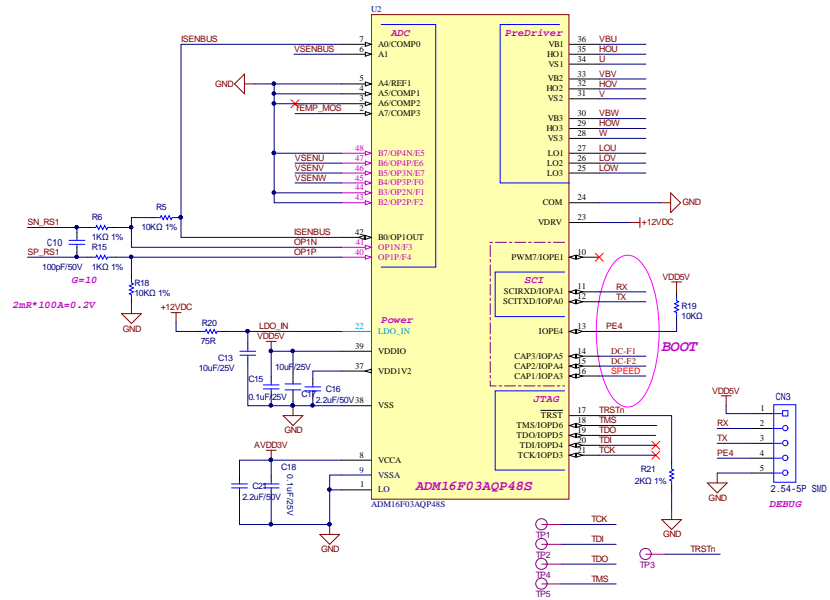 U2
ISENBUS 7 A0/COMP0 ADC PreDriver VB1 36 VBU
VSENBUS 6 A1 HO1 35 HOU
VS1 34 U
GND 5 A4/REF1 VB2 33 VBV
4 A5/COMP1 HO2 32 HOV
3 A6/COMP2 VS2 31 V
TEMP_MOS 2 A7/COMP3
VB3 30 VBW
HO3 29 HOW
VS3 28 W
48 B7/OP4N/E5 LO1 27 LOU
VSENU 47 B6/OP4P/E6 LO2 26 LOV
VSENV 46 B5/OP3N/E7 LO3 25 LOW
VSENW 45 B4/OP3P/F0
44 B3/OP2N/F1
43 B2/OP2P/F2 COM 24 GND
VDRV 23 +12VDC
SN_RS1 R6 1KΩ 1% R5 10KΩ 1%
ISENBUS 42 B0/OP1OUT
OP1N 41 OP1N/F3
SP_RS1 R15 1KΩ 1% OP1P 40 OP1P/F4
C10 100pF/50V
PWM7/IOPE1 10
G=10
R18 10KΩ 1%
GND
2mR*100A=0.2V
SCI
SCIRXD/IOPA1 11 RX
SCITXD/IOPA0 12 TX
VDD5V
R19 10KΩ
+12VDC R20 75R LDO_IN 22 LDO_IN Power
IOPE4 13 PE4
BOOT
VDD5V 39 VDDIO
CAP3/IOPA5 14 DC-F1
CAP2/IOPA4 15 DC-F2
CAP1/IOPA3 16 SPEED
C13 10uF/25V
C15 0.1uF/25V
10uF/25V C17
C16 2.2uF/50V
37 VDD1V2
38 VSS
GND
JTAG
TRST 17 TRSTn
TMS/IOPD6 18 TMS
TDO/IOPD5 19 TDO
TDI/IOPD4 20 TDI
TCK/IOPD3 21 TCK
R21 2KΩ 1%
GND
VDD5V CN3
1
RX 2
TX 3
PE4 4
5
GND
2.54-5P SMD
DEBUG
AVDD3V 8 VCCA
9 VSSA
1 LO
C21 2.2uF/50V
C18 0.1uF/25V
GND
ADM16F03AQP48S
ADM16F03AQP48S
TP1 TCK
TP2 TDI
TP4 TDO
TP5 TMS
TP3 TRSTn